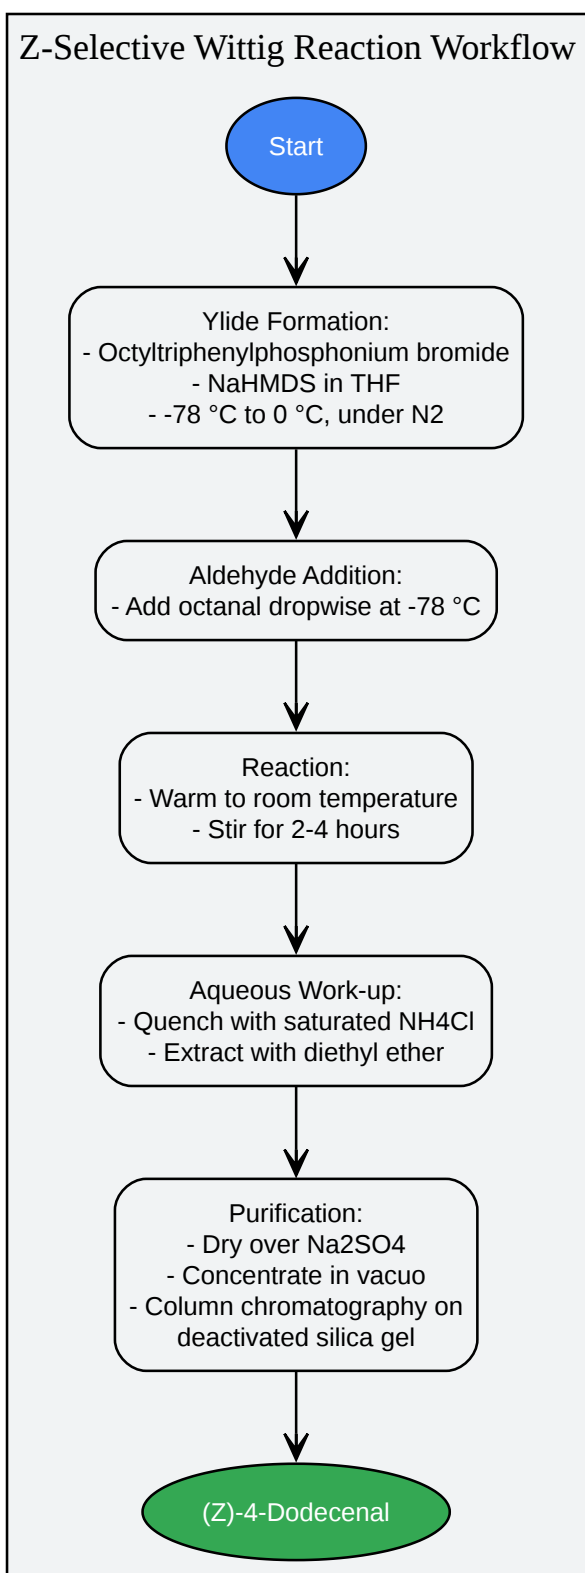 Z-Selective Wittig Reaction Workflow
Start
Ylide Formation:
- Octyltriphenylphosphonium bromide
- NaHMDS in THF
- -78 °C to 0 °C, under N2
Aldehyde Addition:
- Add octanal dropwise at -78 °C
Reaction:
- Warm to room temperature
- Stir for 2-4 hours
Aqueous Work-up:
- Quench with saturated NH4Cl
- Extract with diethyl ether
Purification:
- Dry over Na2SO4
- Concentrate in vacuo
- Column chromatography on
deactivated silica gel
(Z)-4-Dodecenal